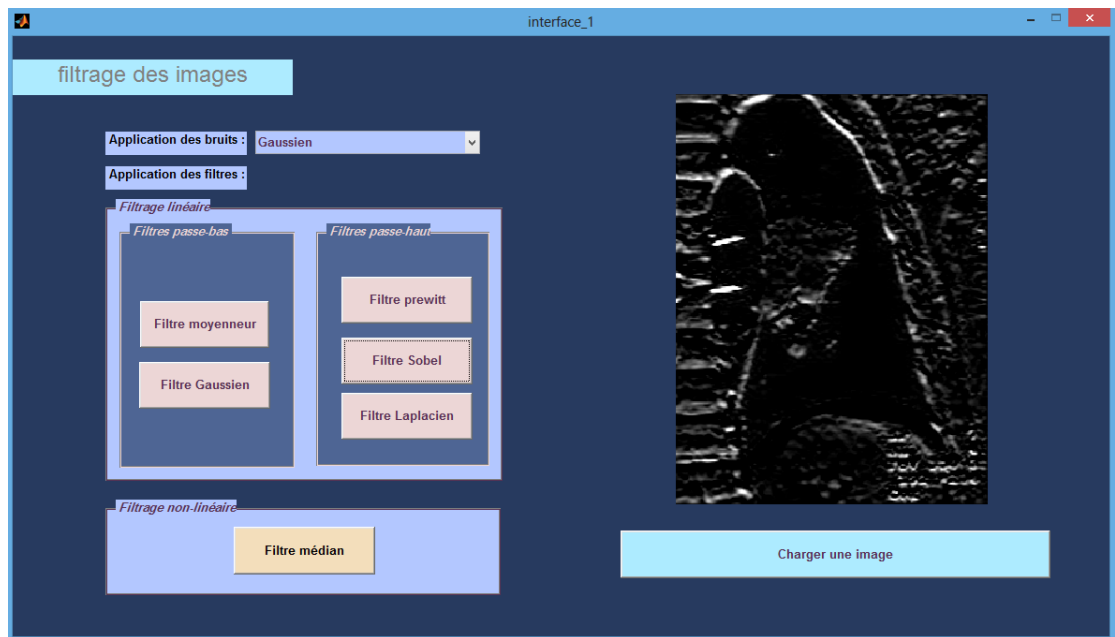 interface_1
filtrage des images
Application des bruits :
Gaussien
Application des filtres :
Filtrage linéaire
Filtres passe-bas
Filtres passe-haut
Filtre moyenneur
Filtre Gaussien
Filtre prewitt
Filtre Sobel
Filtre Laplacien
Filtrage non-linéaire
Filtre médian
Charger une image